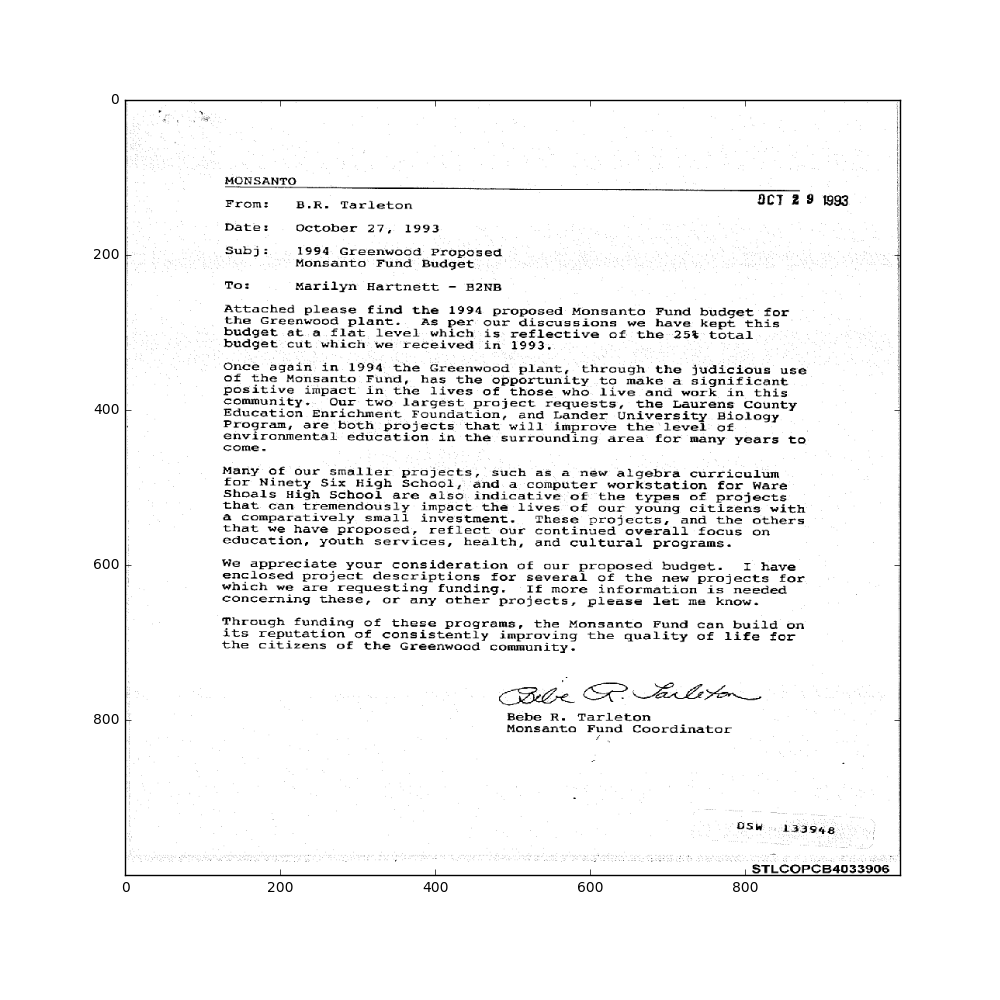 MONSANTO
OCT 29 1993
From: B.R. Tarleton
Date: October 27, 1993
Subj: 1994 Greenwood Proposed
Monsanto Fund Budget
To: Marilyn Hartnett - B2NB
Attached please find the 1994 proposed Monsanto Fund budget for
the Greenwood plant. As per our discussions we have kept this
budget at a flat level which is reflective of the 25% total
budget cut which we received in 1993.
Once again in 1994 the Greenwood plant, through the judicious use
of the Monsanto Fund, has the opportunity to make a significant
positive impact in the lives of those who live and work in this
community. Our two largest project requests, the Laurens County
Education Enrichment Foundation, and Lander University Biology
Program, are both projects that will improve the level of
environmental education in the surrounding area for many years to
come.
Many of our smaller projects, such as a new algebra curriculum
for Ninety Six High School, and a computer workstation for Ware
Shoals High School are also indicative of the types of projects
that can tremendously impact the lives of our young citizens with
a comparatively small investment. These projects, and the others
that we have proposed, reflect our continued overall focus on
education, youth services, health, and cultural programs.
We appreciate your consideration of our proposed budget. I have
enclosed project descriptions for several of the new projects for
which we are requesting funding. If more information is needed
concerning these, or any other projects, please let me know.
Through funding of these programs, the Monsanto Fund can build on
its reputation of consistently improving the quality of life for
the citizens of the Greenwood community.
Bebe R. Tarleton
Bebe R. Tarleton
Monsanto Fund Coordinator
DSW 133948
STLCOPCB4033906
0
200
400
600
800
0 200 400 600 800